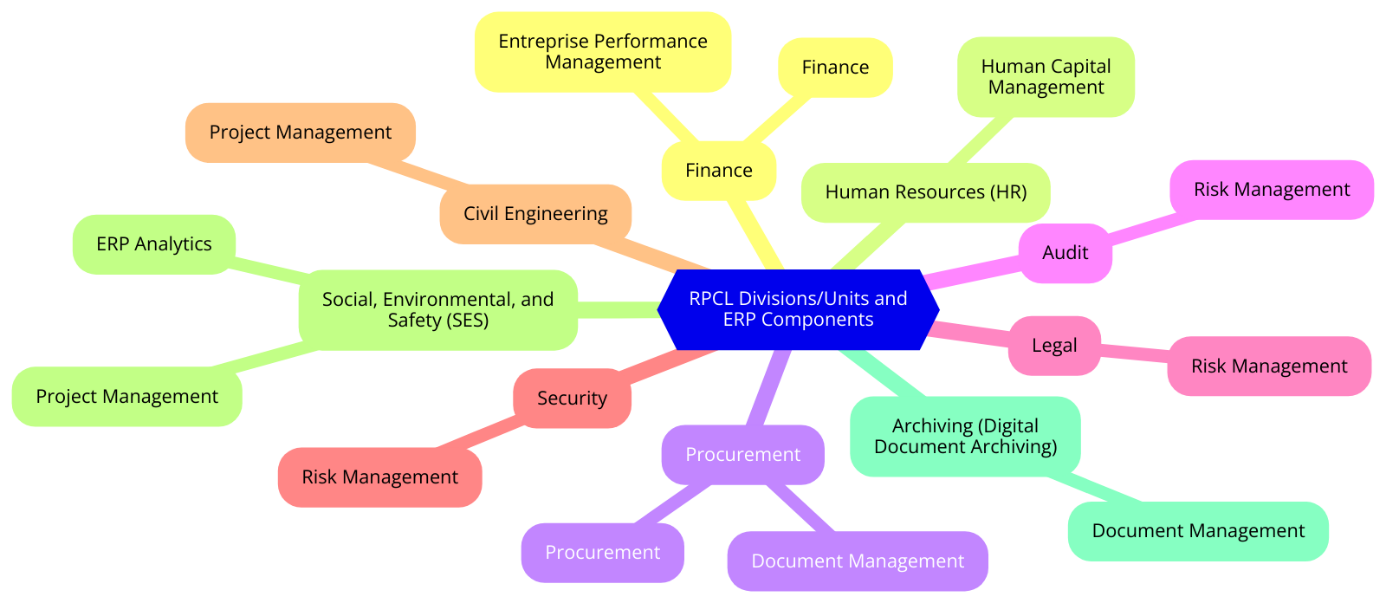 Entreprise Performance
Management
Finance
Human Capital
Management
Project Management
Finance
Human Resources (HR)
Risk Management
Civil Engineering
Audit
ERP Analytics
Social, Environmental, and
Safety (SES)
RPCL Divisions/Units and
ERP Components
Legal
Risk Management
Project Management
Security
Archiving (Digital
Document Archiving)
Procurement
Risk Management
Document Management
Procurement
Document Management